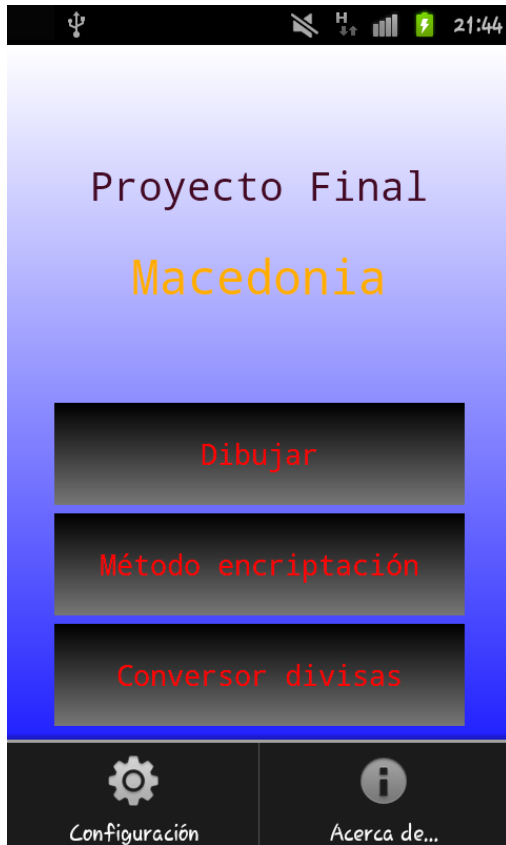 H 21:44
Proyecto Final
Macedonia
Dibujar
Método encriptación
Conversor divisas
Configuración Acerca de...